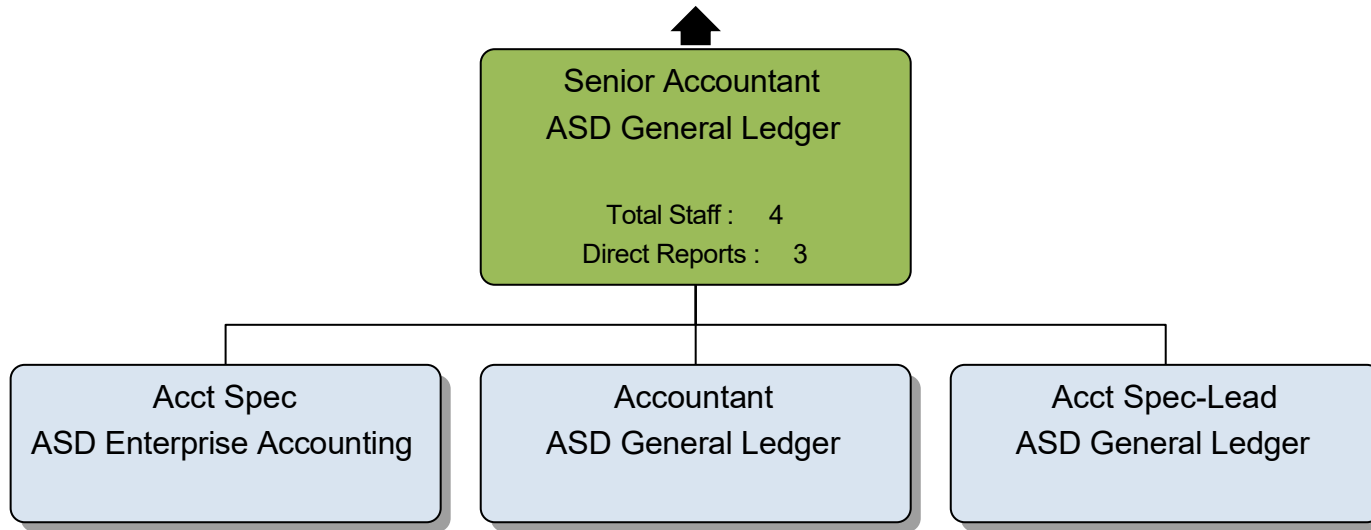 Senior Accountant
ASD General Ledger
Total Staff : 4
Direct Reports : 3
Acct Spec
ASD Enterprise Accounting
Accountant
ASD General Ledger
Acct Spec-Lead
ASD General Ledger